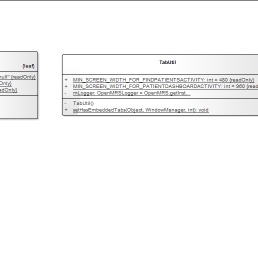 {leaf}
null" {readOnly}
Only}
adOnly}
TabUtil
+ MIN_SCREEN_WIDTH_FOR_FINDPATIENTSACTIVITY: int = 480 {readOnly}
+ MIN_SCREEN_WIDTH_FOR_PATIENTDASHBOARDACTIVITY: int = 960 {read
- mLogger: OpenMRSLogger = OpenMRS.getInst...
- TabUtil()
+ setHasEmbeddedTabs(Object, WindowManager, int): void